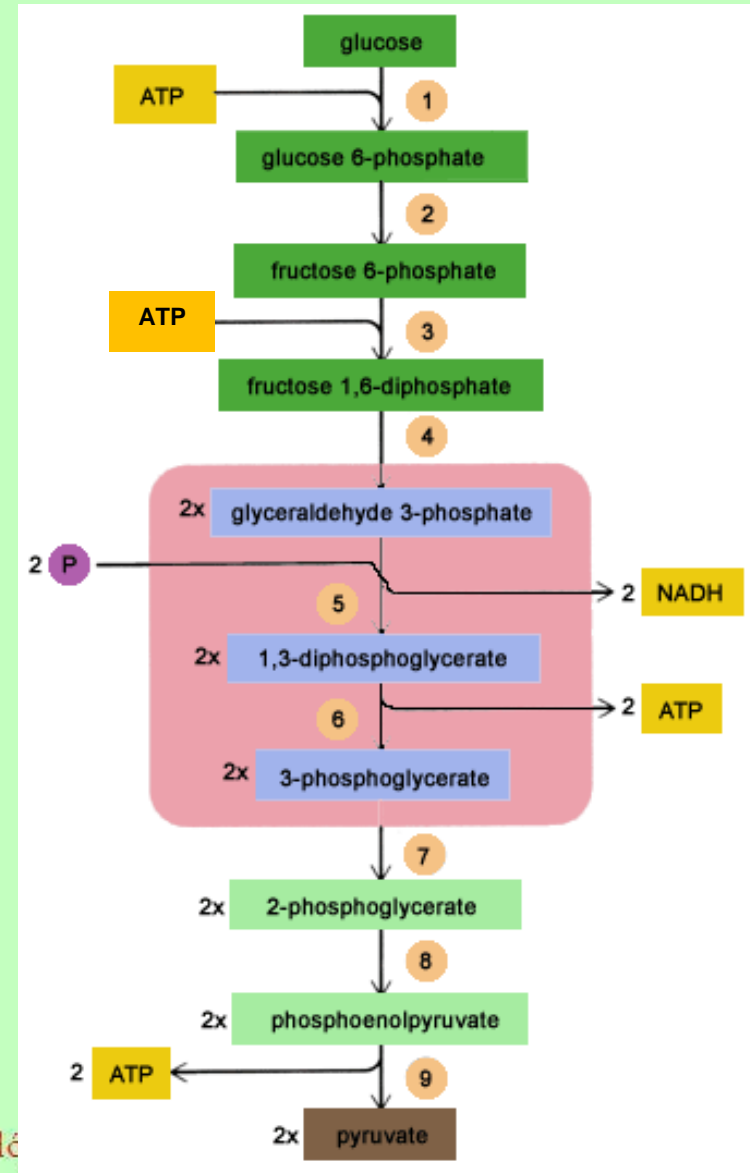 glucose
ATP
1
glucose 6-phosphate
2
fructose 6-phosphate
ATP
3
fructose 1,6-diphosphate
4
2x glyceraldehyde 3-phosphate
2 P
2 NADH
5
2x 1,3-diphosphoglycerate
6
2 ATP
2x 3-phosphoglycerate
7
2x 2-phosphoglycerate
8
2x phosphoenolpyruvate
2 ATP
9
2x pyruvate